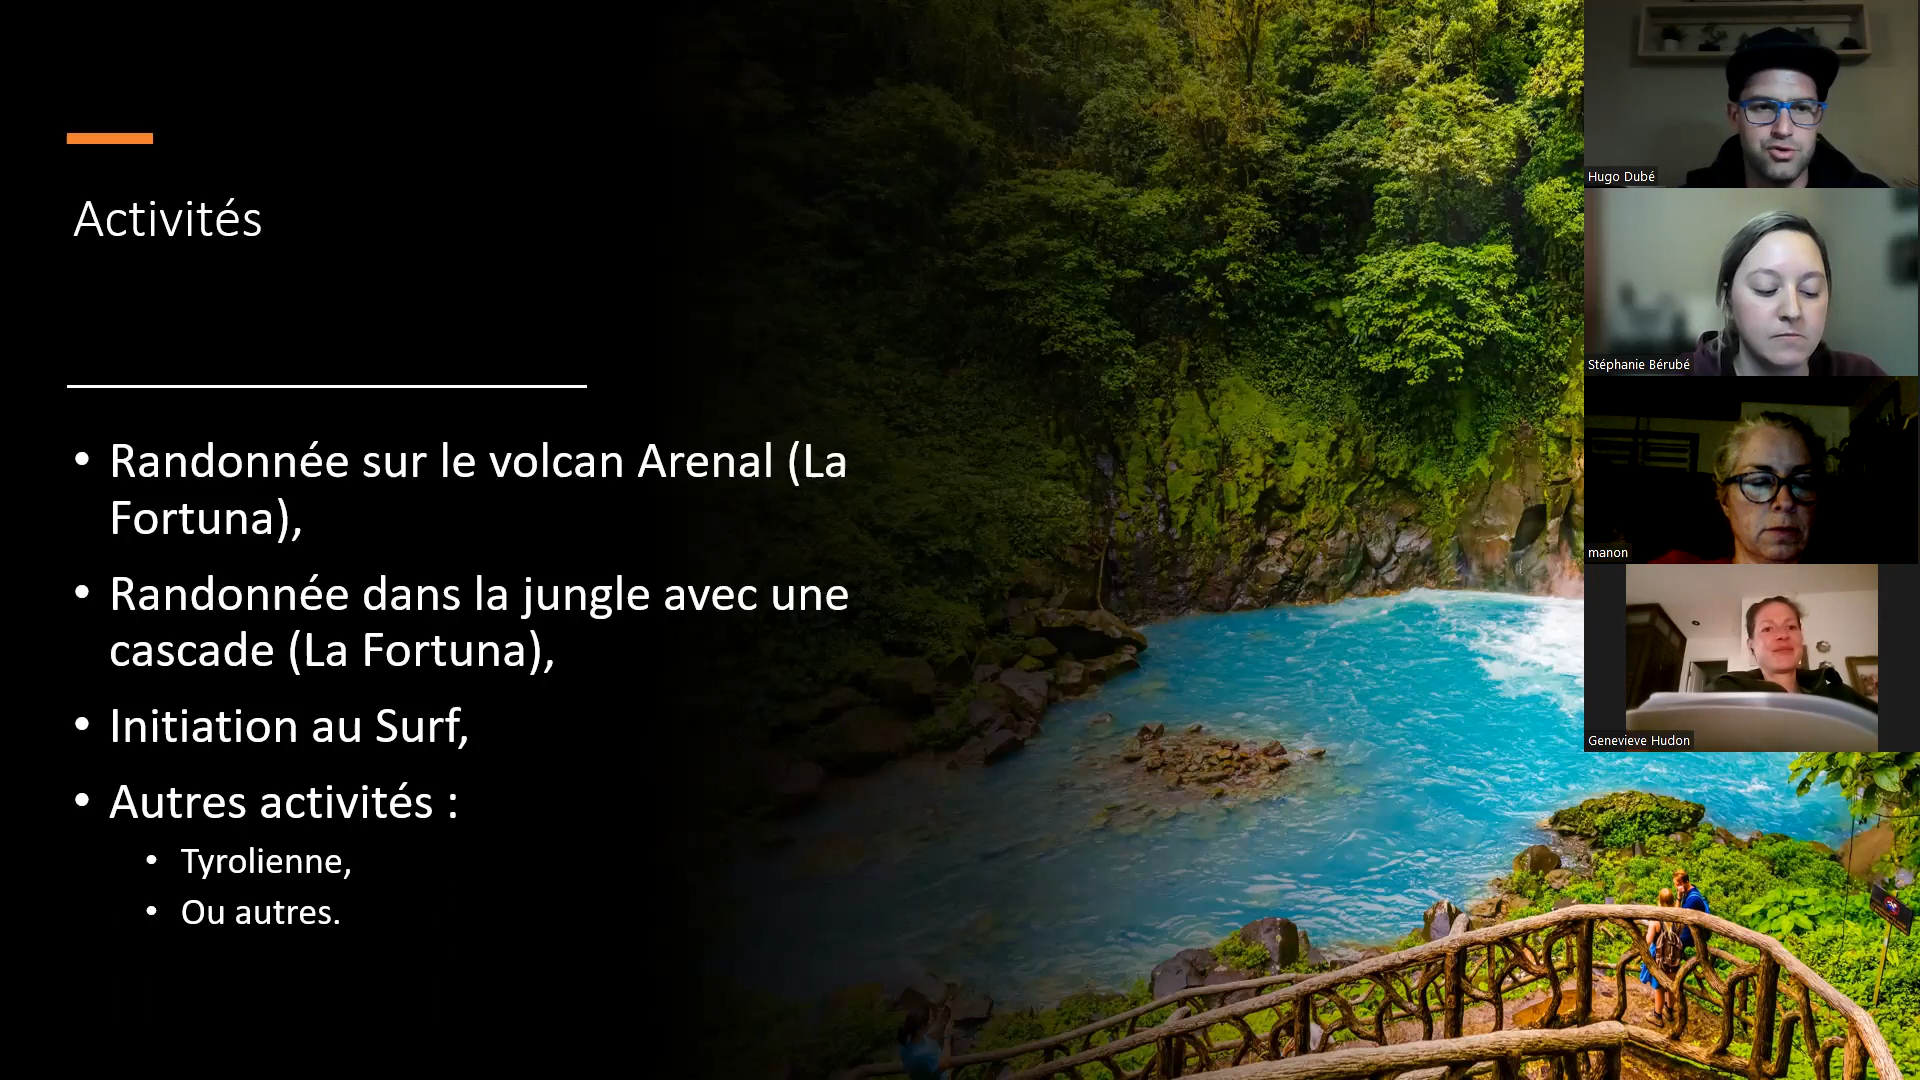 Activités
• Randonnée sur le volcan Arenal (La
Fortuna),
• Randonnée dans la jungle avec une
cascade (La Fortuna),
• Initiation au Surf,
• Autres activités :
• Tyrolienne,
• Ou autres.
Hugo Dubé
Stéphanie Bérubé
manon
Genevieve Hudon